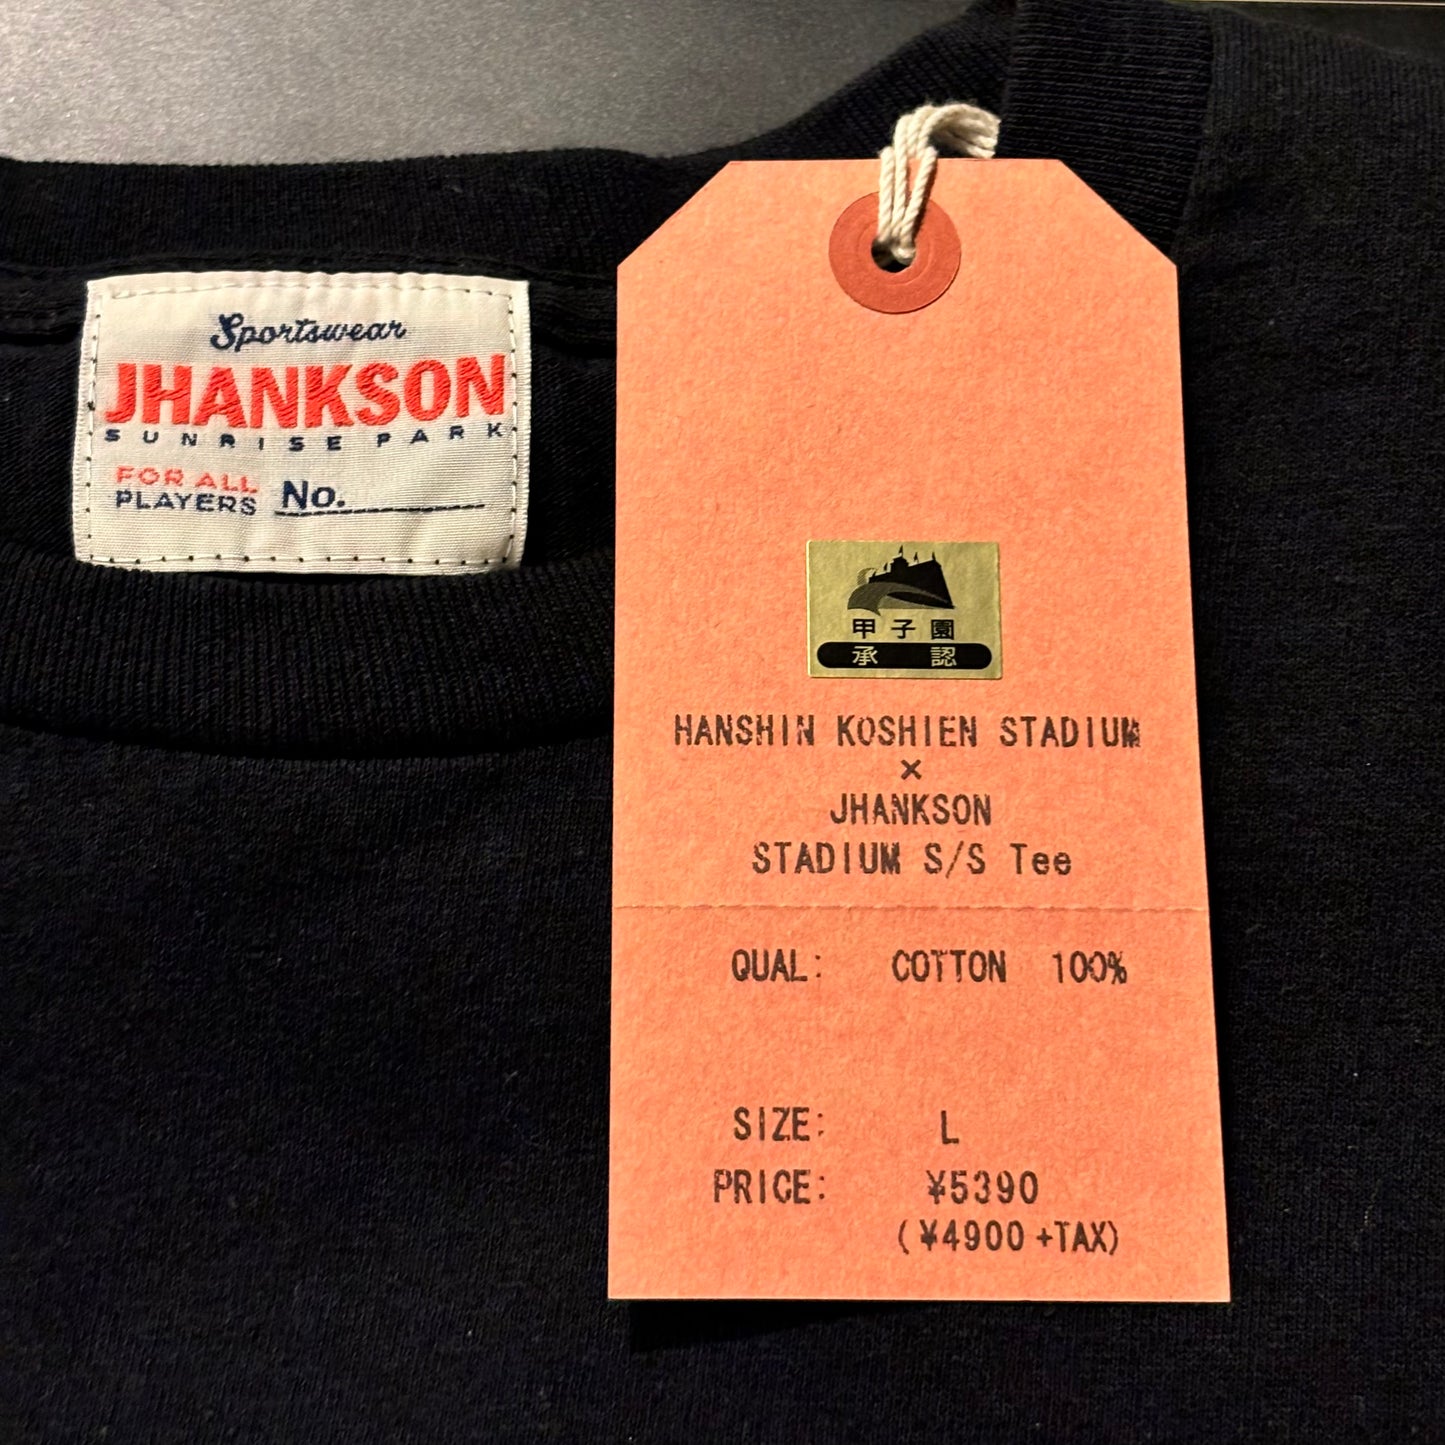 Sportswear
JHANKSON
SUNRISE PARK
FOR ALL
PLAYERS No.
甲子園
承認
HANSHIN KOSHIEN STADIUM
×
JHANKSON
STADIUM S/S Tee
QUAL: COTTON 100%
SIZE: L
PRICE: ¥5390
(¥4900+TAX)